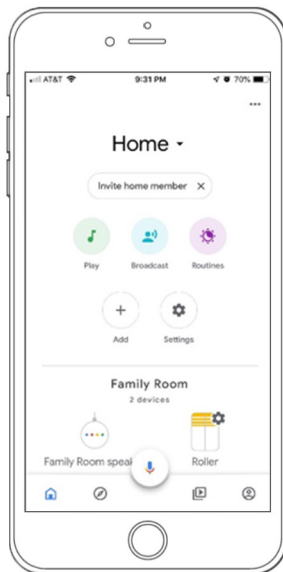 AT&T 9:31 PM 70%
Home
Invite home member X
Play Broadcast Routines
Add Settings
Family Room
2 devices
Family Room speak Roller